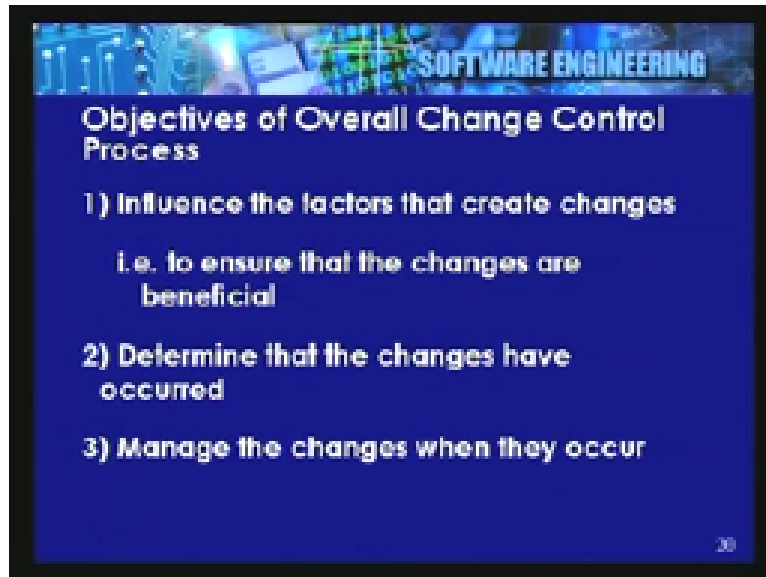 SOFTWARE ENGINEERING
Objectives of Overall Change Control
Process
1) Influence the factors that create changes
i.e. to ensure that the changes are
beneficial
2) Determine that the changes have
occurred
3) Manage the changes when they occur
20